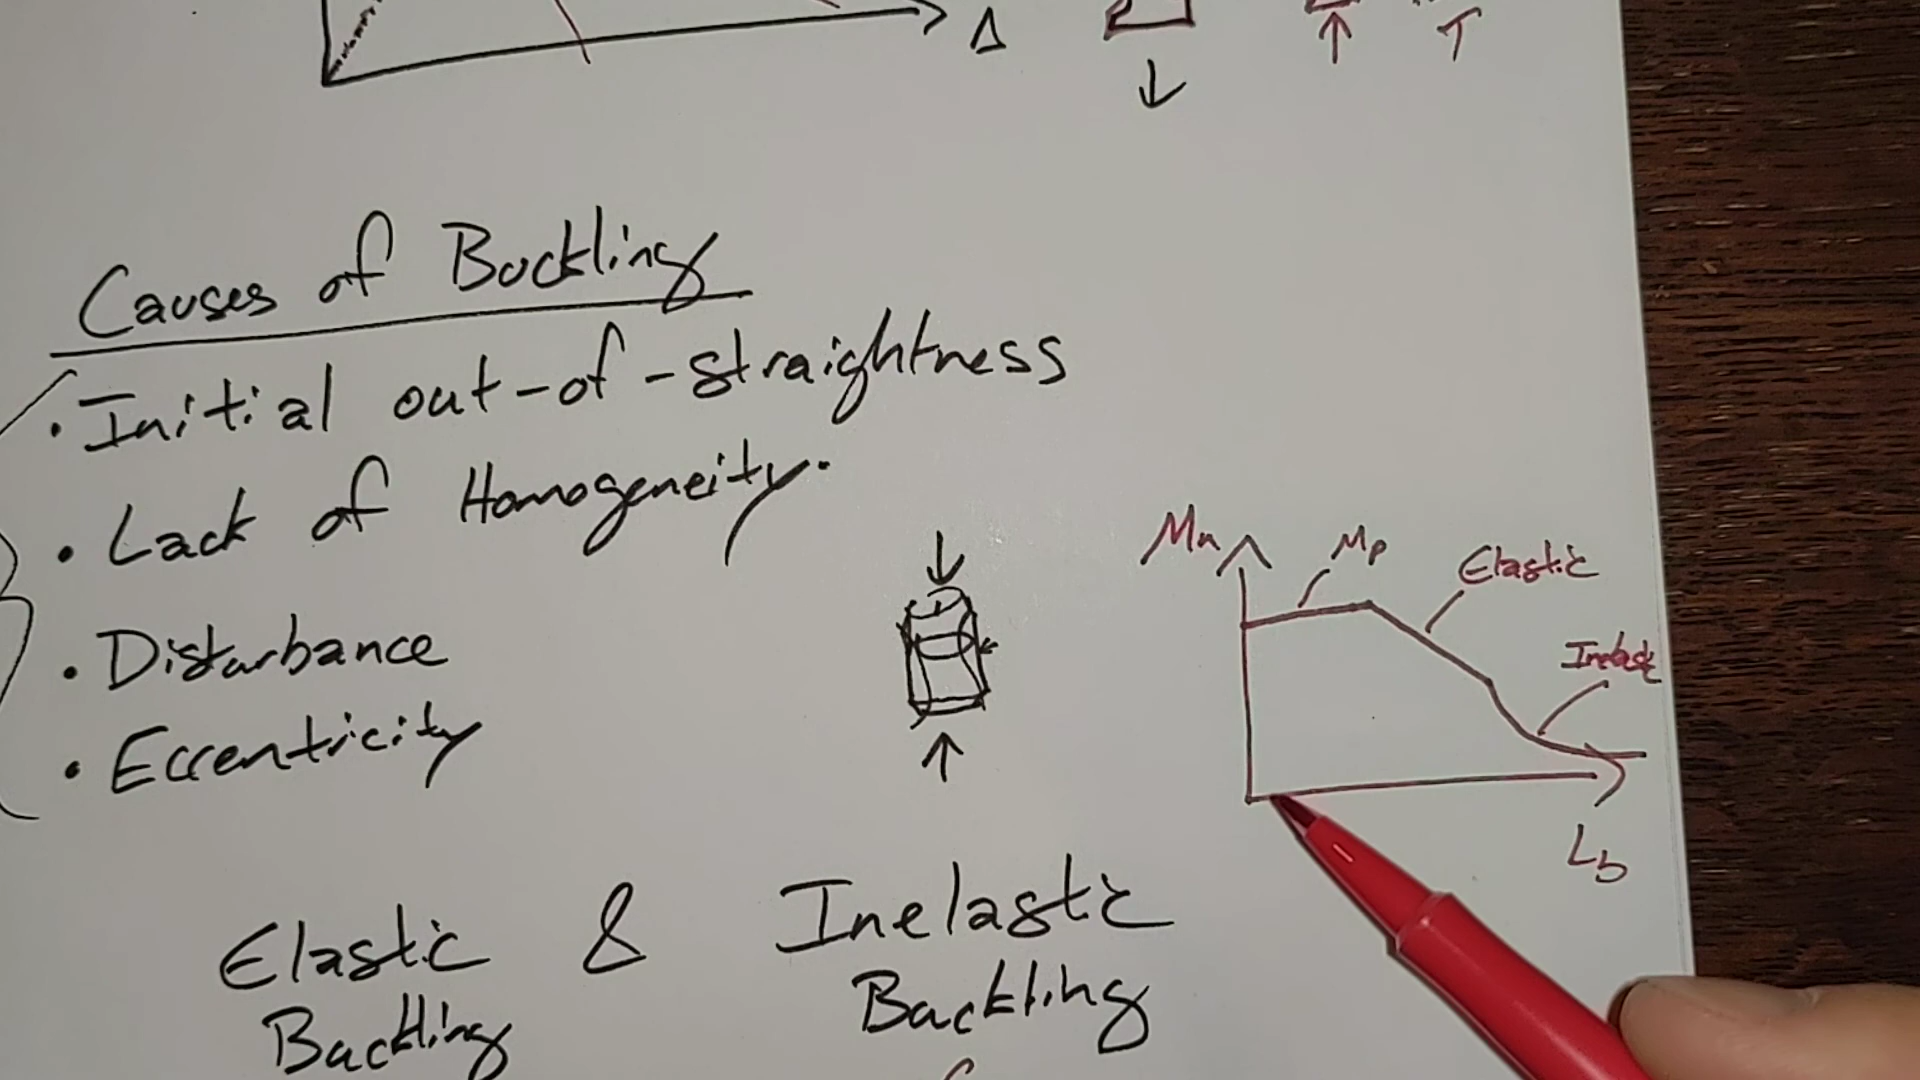 Δ
Causes of Buckling
• Initial out-of-straightness
• Lack of Homogeneity.
• Disturbance
• Eccentricity
Mn
Mp
Elastic
Lb
Elastic & Inelastic
Buckling Buckling